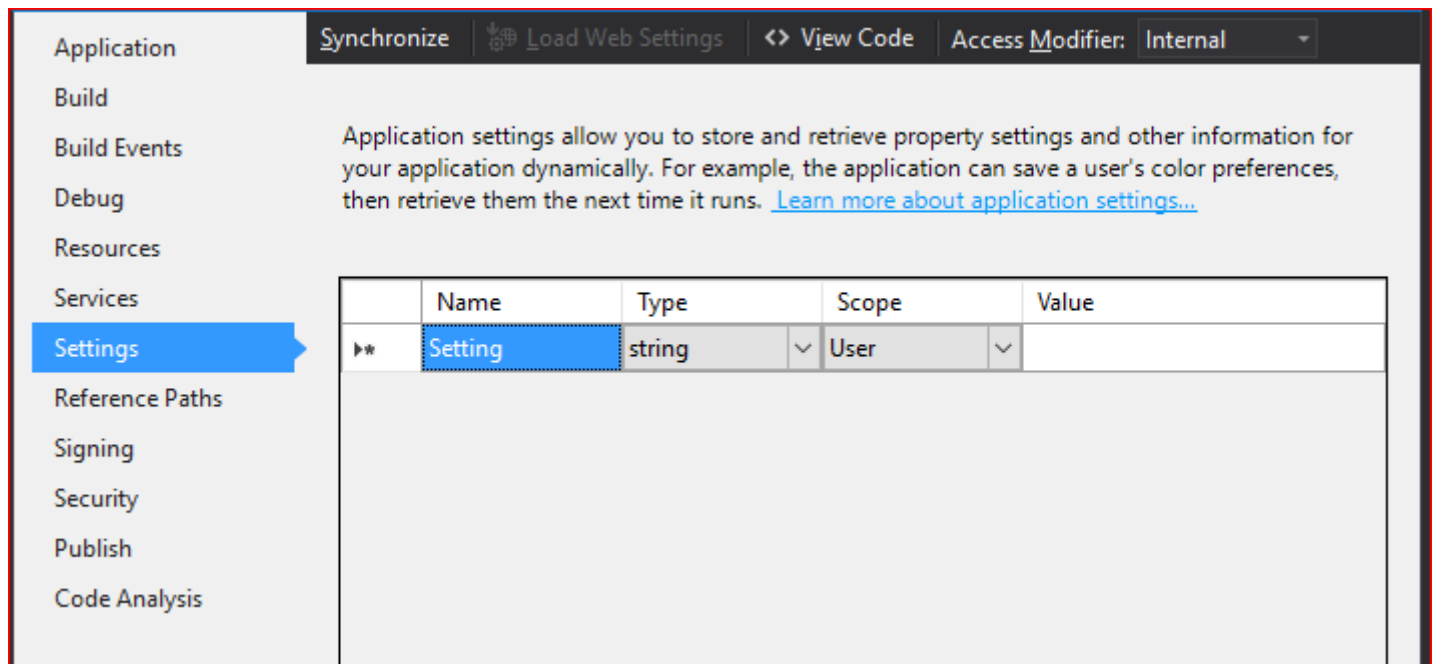 Application
Build
Build Events
Debug
Resources
Services
Settings
Reference Paths
Signing
Security
Publish
Code Analysis
Synchronize Load Web Settings <> View Code Access Modifier: Internal
Application settings allow you to store and retrieve property settings and other information for
your application dynamically. For example, the application can save a user's color preferences,
then retrieve them the next time it runs. Learn more about application settings...
Name Type Scope Value
Setting string User